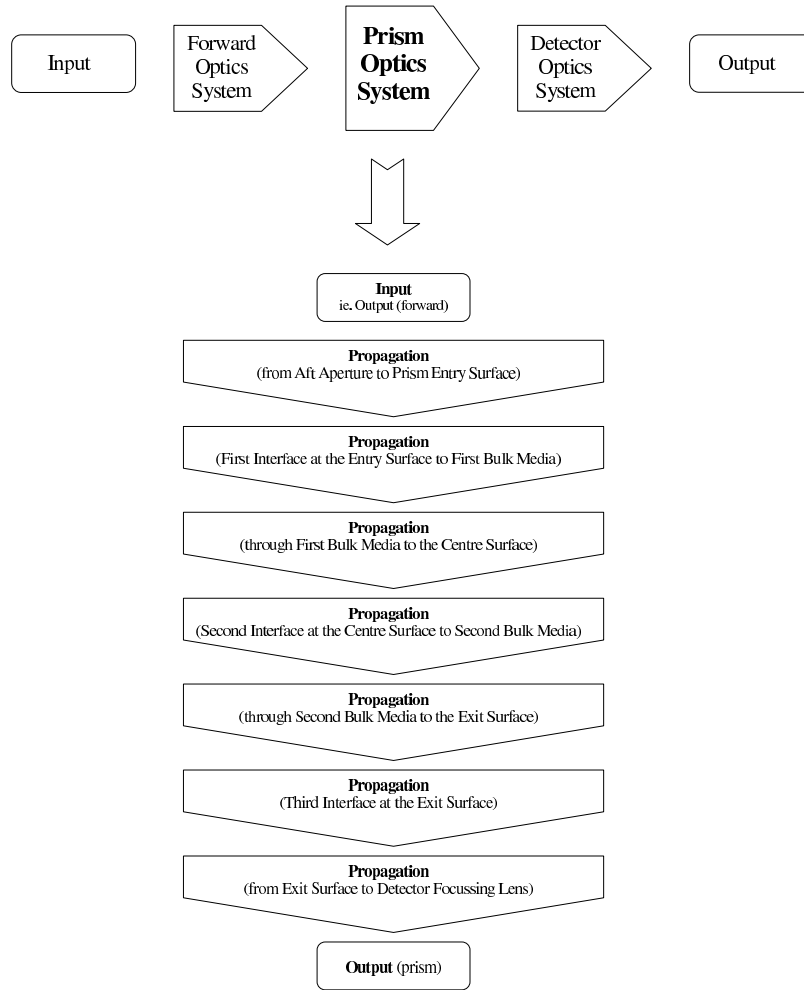 Input
Forward
Optics
System
Prism
Optics
System
Detector
Optics
System
Output
Input
ie. Output (forward)
Propagation
(from Aft Aperture to Prism Entry Surface)
Propagation
(First Interface at the Entry Surface to First Bulk Media)
Propagation
(through First Bulk Media to the Centre Surface)
Propagation
(Second Interface at the Centre Surface to Second Bulk Media)
Propagation
(through Second Bulk Media to the Exit Surface)
Propagation
(Third Interface at the Exit Surface)
Propagation
(from Exit Surface to Detector Focussing Lens)
Output (prism)